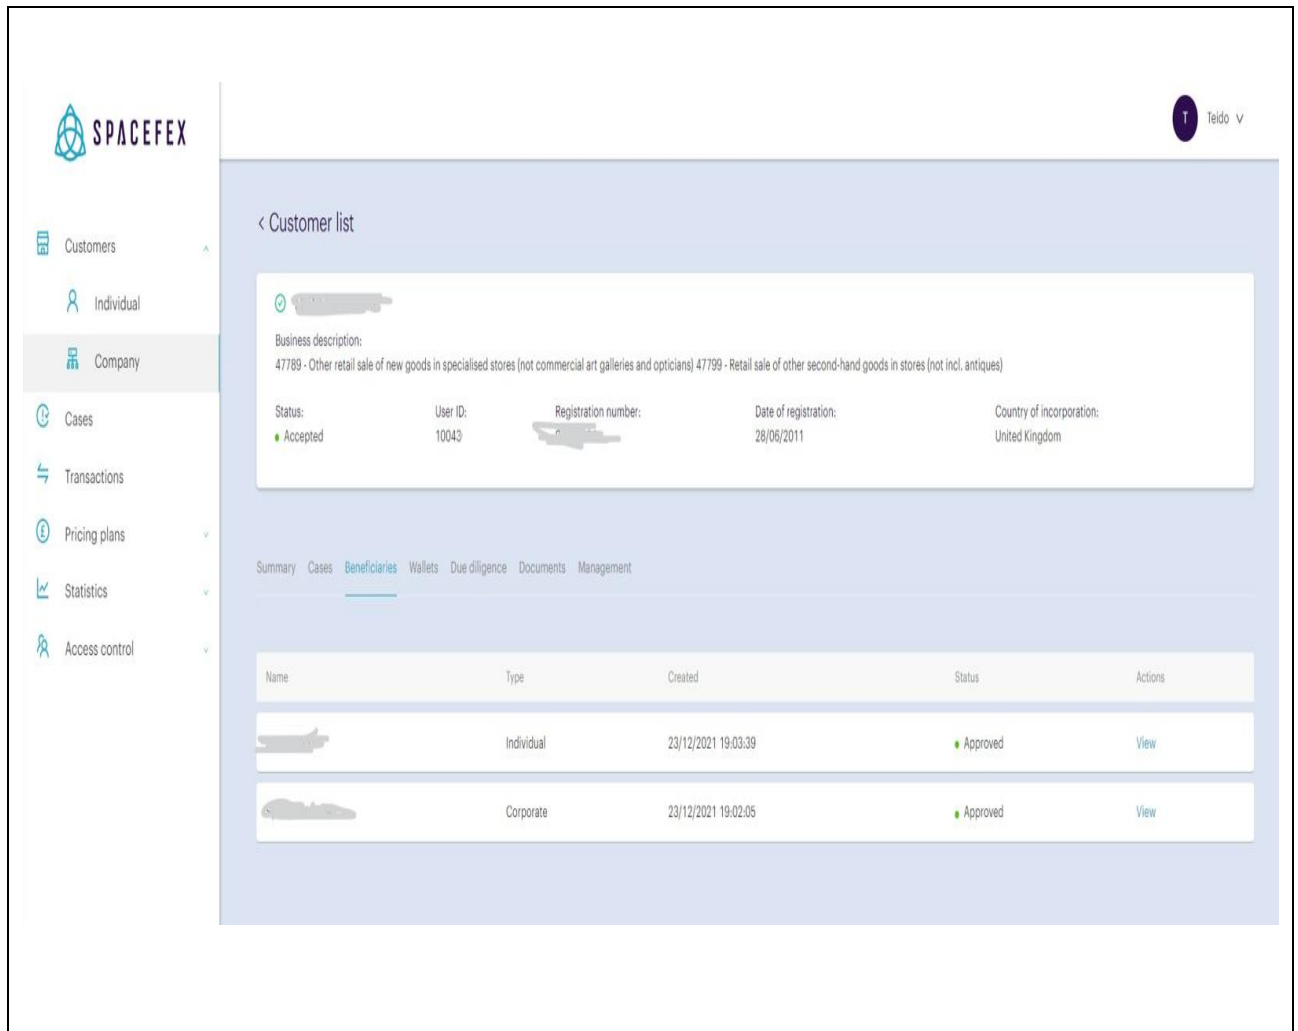 SPACEFEX
T Teido
< Customer list
Customers
Individual
Company
Cases
Transactions
Pricing plans
Statistics
Access control
Business description:
47789 - Other retail sale of new goods in specialised stores (not commercial art galleries and opticians) 47799 - Retail sale of other second-hand goods in stores (not incl. antiques)
Status: User ID: Registration number: Date of registration: Country of incorporation:
Accepted 10043 28/06/2011 United Kingdom
Summary Cases Beneficiaries Wallets Due diligence Documents Management
Name Type Created Status Actions
Individual 23/12/2021 19:03:39 Approved View
Corporate 23/12/2021 19:02:05 Approved View